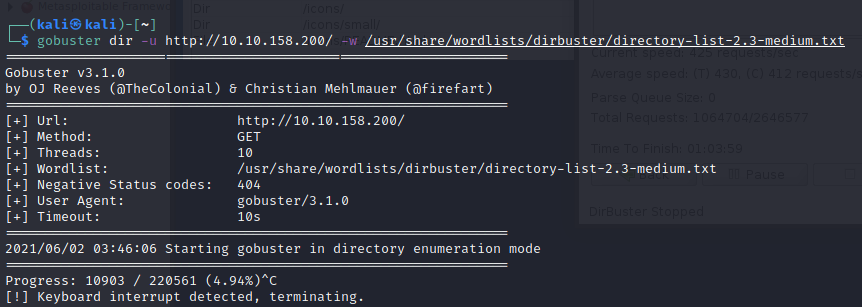 Metasploitable Framewo
Dir /icons/
Dir /icons/small/
┌──(kali㉿kali)-[~]
└─$ gobuster dir -u http://10.10.158.200/ -w /usr/share/wordlists/dirbuster/directory-list-2.3-medium.txt
Current speed: 425 requests/sec
===============================================================
Gobuster v3.1.0
Average speed: (T) 430, (C) 412 requests/s
by OJ Reeves (@TheColonial) & Christian Mehlmauer (@firefart)
Parse Queue Size: 0
===============================================================
[+] Url: http://10.10.158.200/
Total Requests: 1064704/2646577
[+] Method: GET
[+] Threads: 10
Time To Finish: 01:03:59
[+] Wordlist: /usr/share/wordlists/dirbuster/directory-list-2.3-medium.txt
[+] Negative Status codes: 404
Back Pause
[+] User Agent: gobuster/3.1.0
[+] Timeout: 10s
DirBuster Stopped
===============================================================
2021/06/02 03:46:06 Starting gobuster in directory enumeration mode
===============================================================
Progress: 10903 / 220561 (4.94%)^C
[!] Keyboard interrupt detected, terminating.